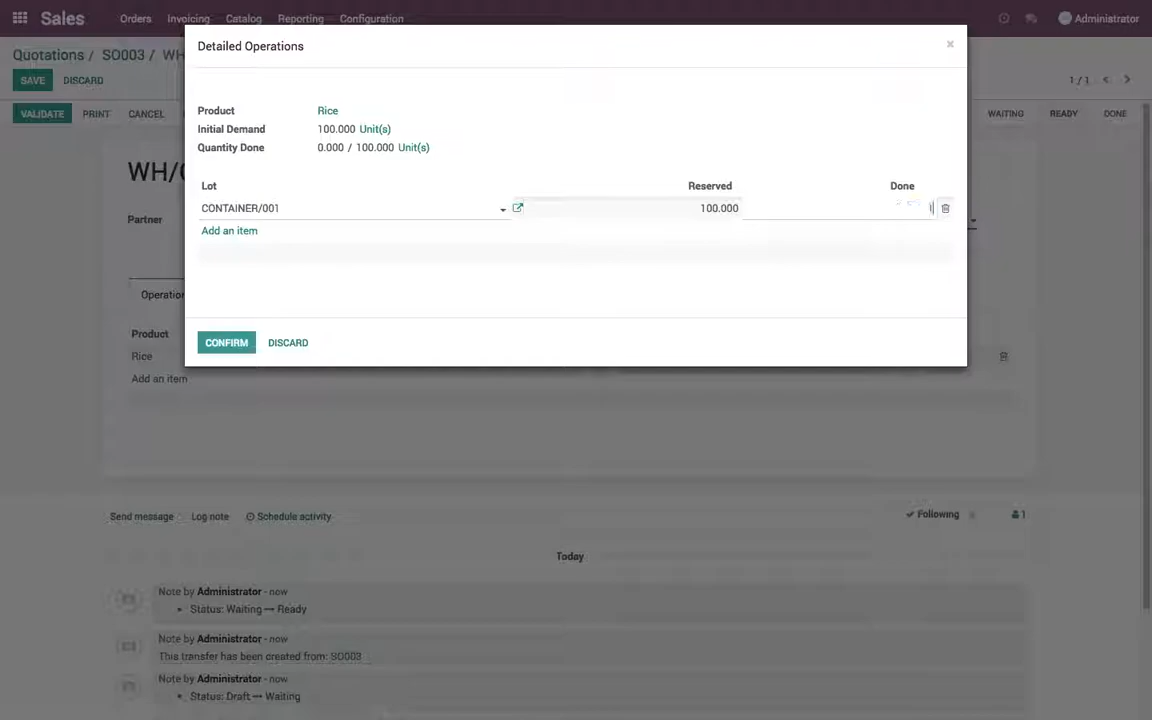 Sales Orders Invoicing Catalog Reporting Configuration Administrator
Quotations / SO003 / WH
SAVE DISCARD 1 / 1
VALIDATE PRINT CANCEL WAITING READY DONE
WH/
Partner
Operation
Product
Rice
Add an item
Detailed Operations ×
Product Rice
Initial Demand 100.000 Unit(s)
Quantity Done 0.000 / 100.000 Unit(s)
Lot Reserved Done
CONTAINER/001 100.000
Add an item
CONFIRM DISCARD
Send message Log note Schedule activity Following 1
Today
Note by Administrator - now
Status: Waiting → Ready
Note by Administrator - now
This transfer has been created from: SO003
Note by Administrator - now
Status: Draft → Waiting